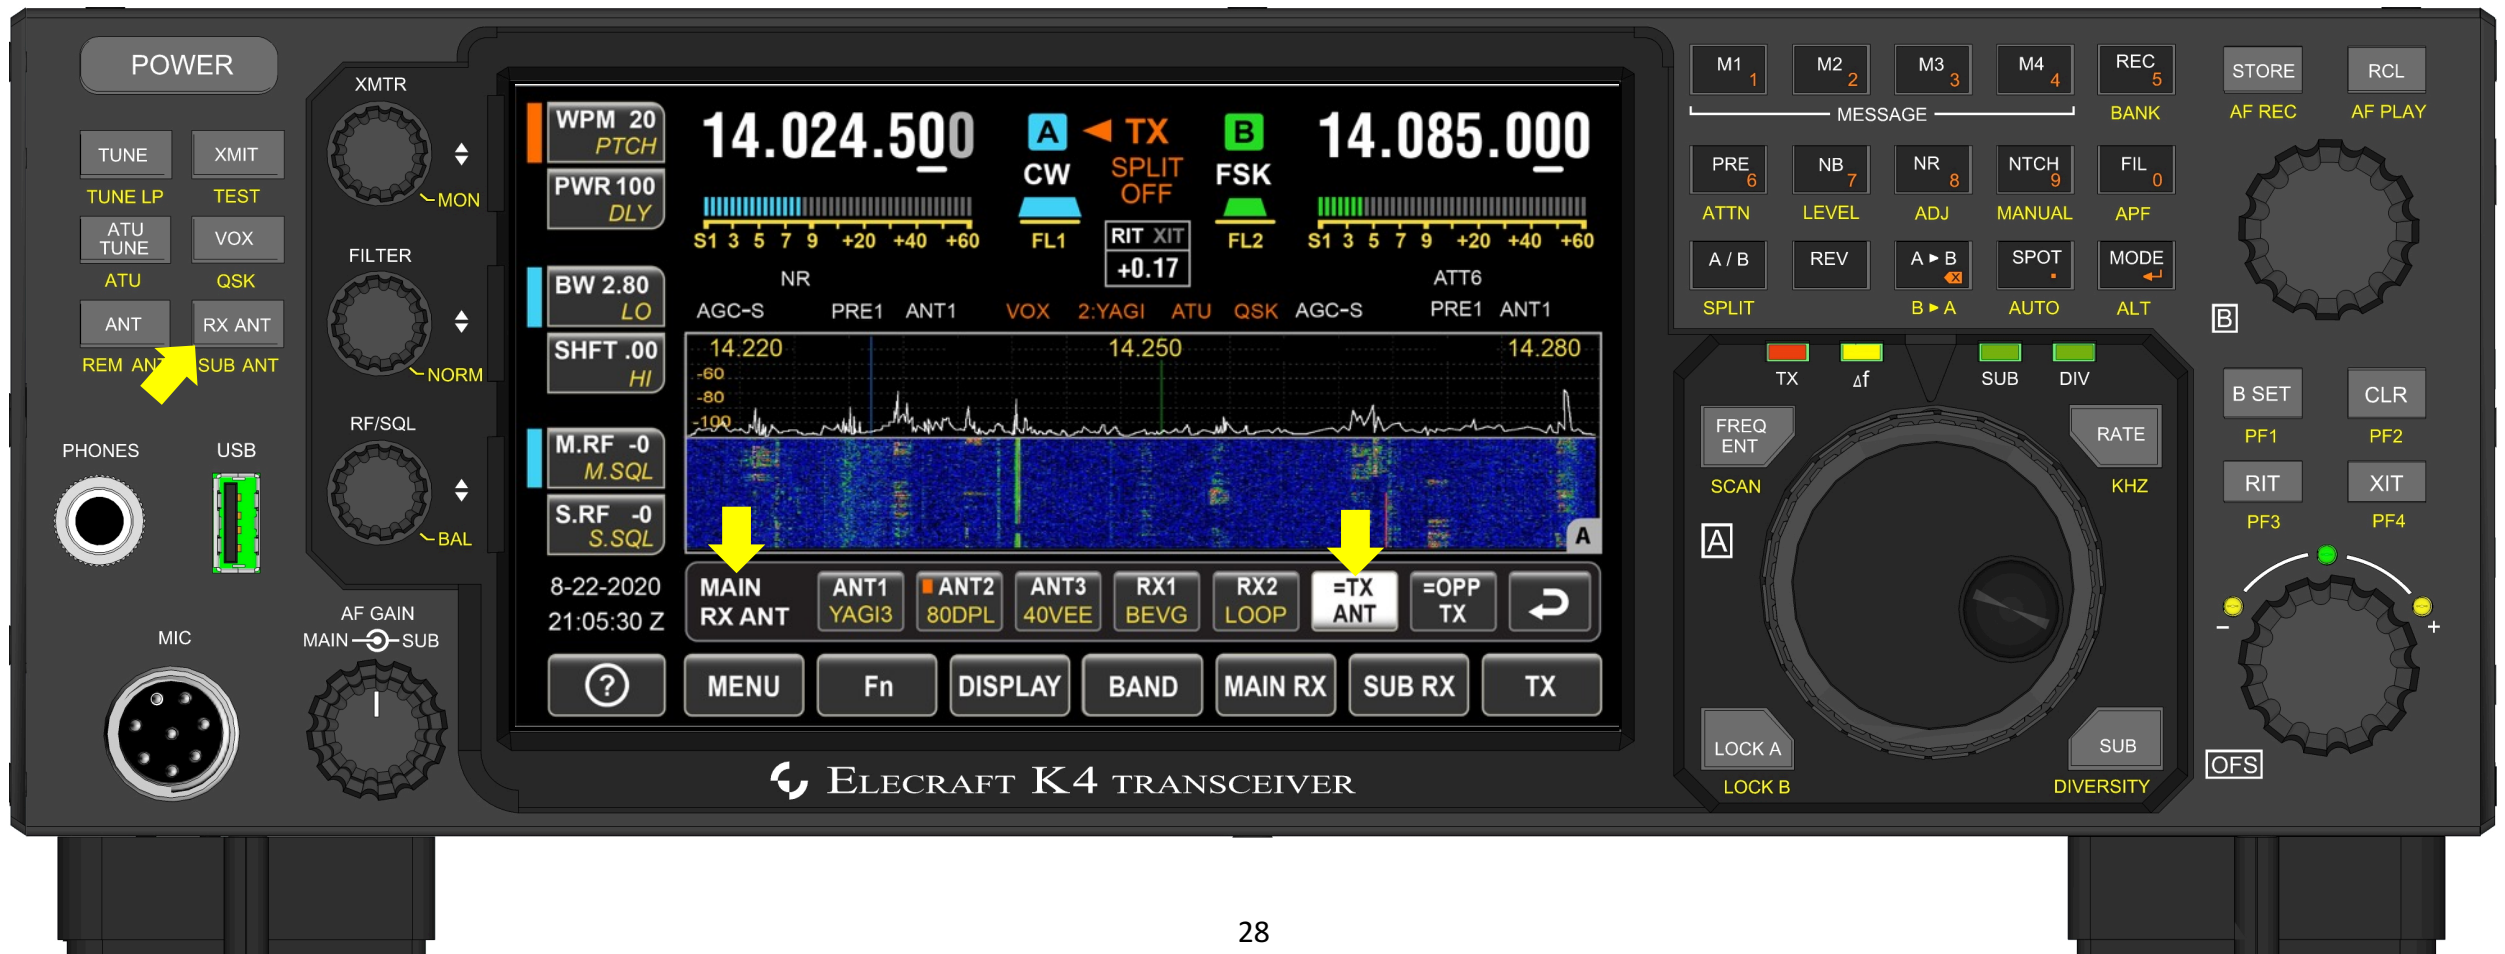 POWER
TUNE
XMIT
TUNE LP
TEST
ATU TUNE
VOX
ATU
QSK
ANT
RX ANT
REM ANT
SUB ANT
PHONES
USB
MIC
XMTR
MON
FILTER
NORM
RF/SQL
BAL
AF GAIN
MAIN
SUB
WPM 20
PTCH
PWR 100
DLY
BW 2.80
LO
SHFT .00
HI
M.RF -0
M.SQL
S.RF -0
S.SQL
8-22-2020
21:05:30 Z
14.024.500
A
TX
B
14.085.000
CW
SPLIT
OFF
FSK
S1 3 5 7 9 +20 +40 +60
FL1
RIT XIT
+0.17
FL2
S1 3 5 7 9 +20 +40 +60
NR
ATT6
AGC-S PRE1 ANT1 VOX 2:YAGI ATU QSK AGC-S PRE1 ANT1
14.220 14.250 14.280
-60
-80
-100
A
MAIN
RX ANT
ANT1
YAGI3
ANT2
80DPL
ANT3
40VEE
RX1
BEVG
RX2
LOOP
=TX
ANT
=OPP
TX
? MENU Fn DISPLAY BAND MAIN RX SUB RX TX
ELECRAFT K4 TRANSCEIVER
M1 1 M2 2 M3 3 M4 4 REC 5
MESSAGE
BANK
PRE 6 NB 7 NR 8 NTCH 9 FIL 0
ATTN LEVEL ADJ MANUAL APF
A / B REV A ▸ B SPOT . MODE
SPLIT B ▸ A AUTO ALT
STORE RCL
AF REC AF PLAY
B
TX Δf SUB DIV
FREQ
ENT
SCAN
RATE
KHZ
A
LOCK A
LOCK B
SUB
DIVERSITY
B SET CLR
PF1 PF2
RIT XIT
PF3 PF4
- +
OFS
28